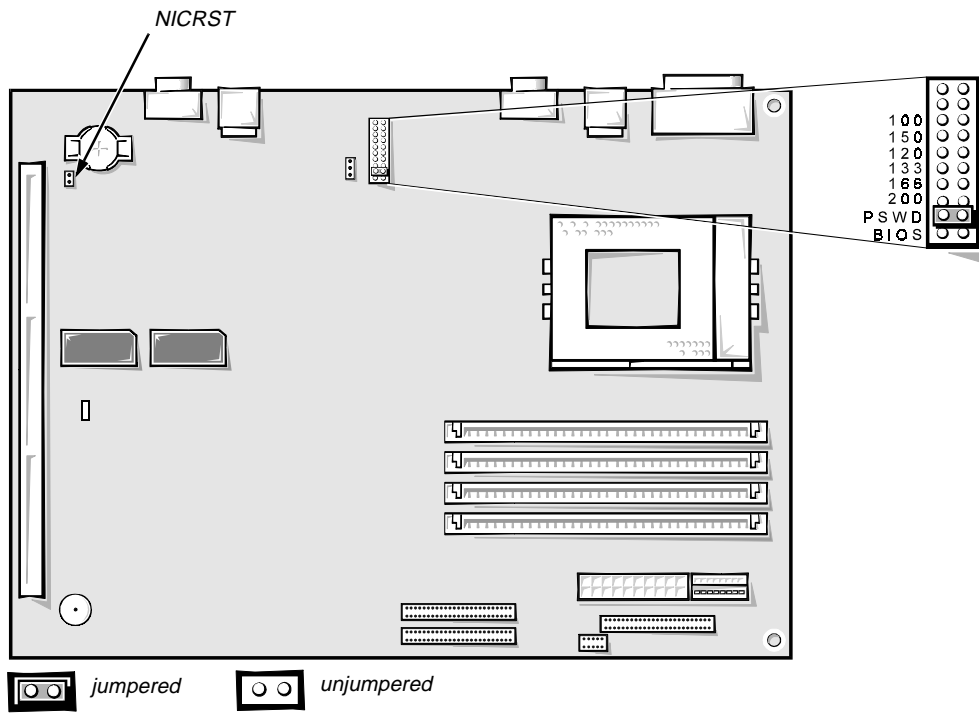 NICRST
100
150
120
133
166
200
PSWD
BIOS
jumpered
unjumpered